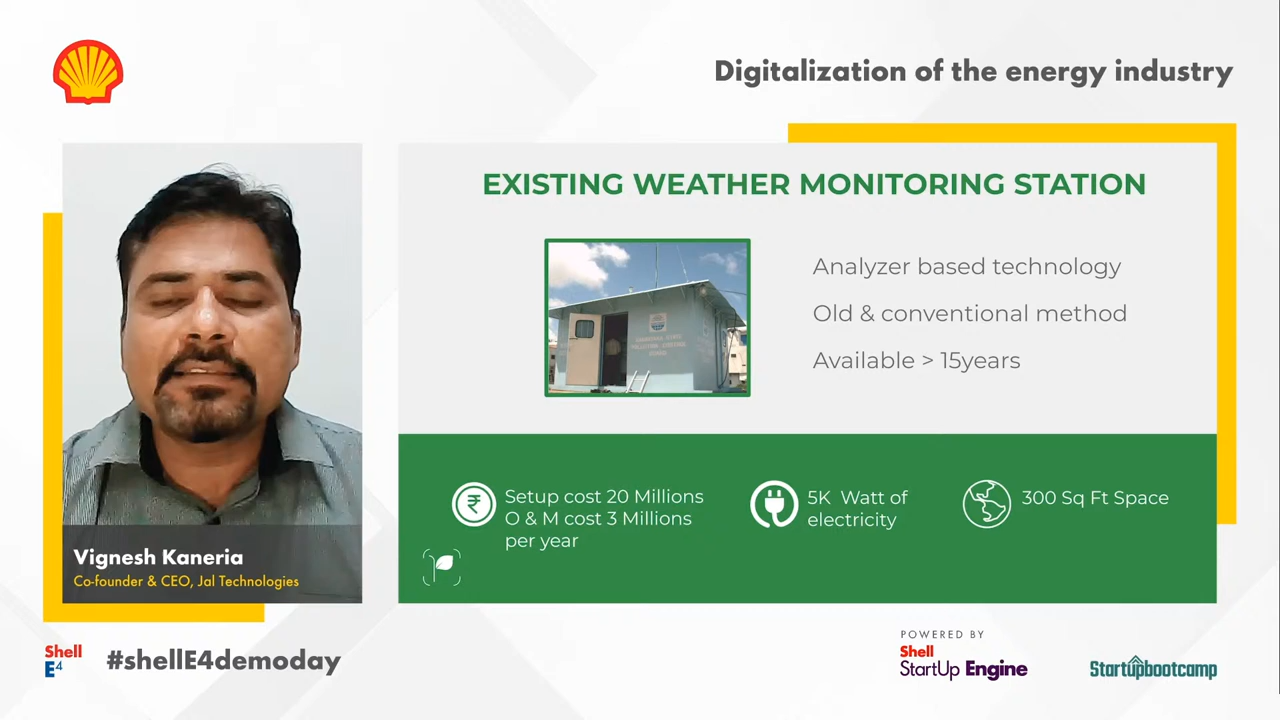 Digitalization of the energy industry
EXISTING WEATHER MONITORING STATION
Analyzer based technology
Old & conventional method
Available > 15years
₹
Setup cost 20 Millions
O & M cost 3 Millions
per year
5K Watt of
electricity
300 Sq Ft Space
Vignesh Kaneria
Co-founder & CEO, Jal Technologies
Shell
E4
#shellE4demoday
POWERED BY
Shell
StartUp Engine
Startupbootcamp